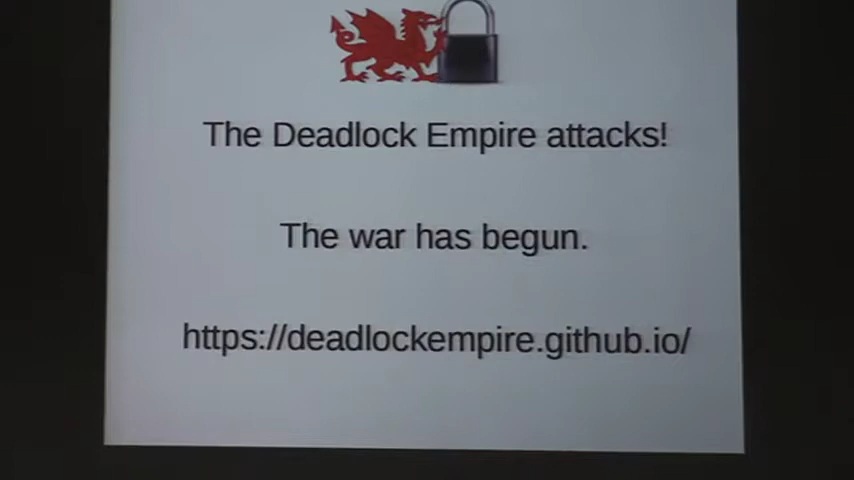 The Deadlock Empire attacks!
The war has begun.
https://deadlockempire.github.io/